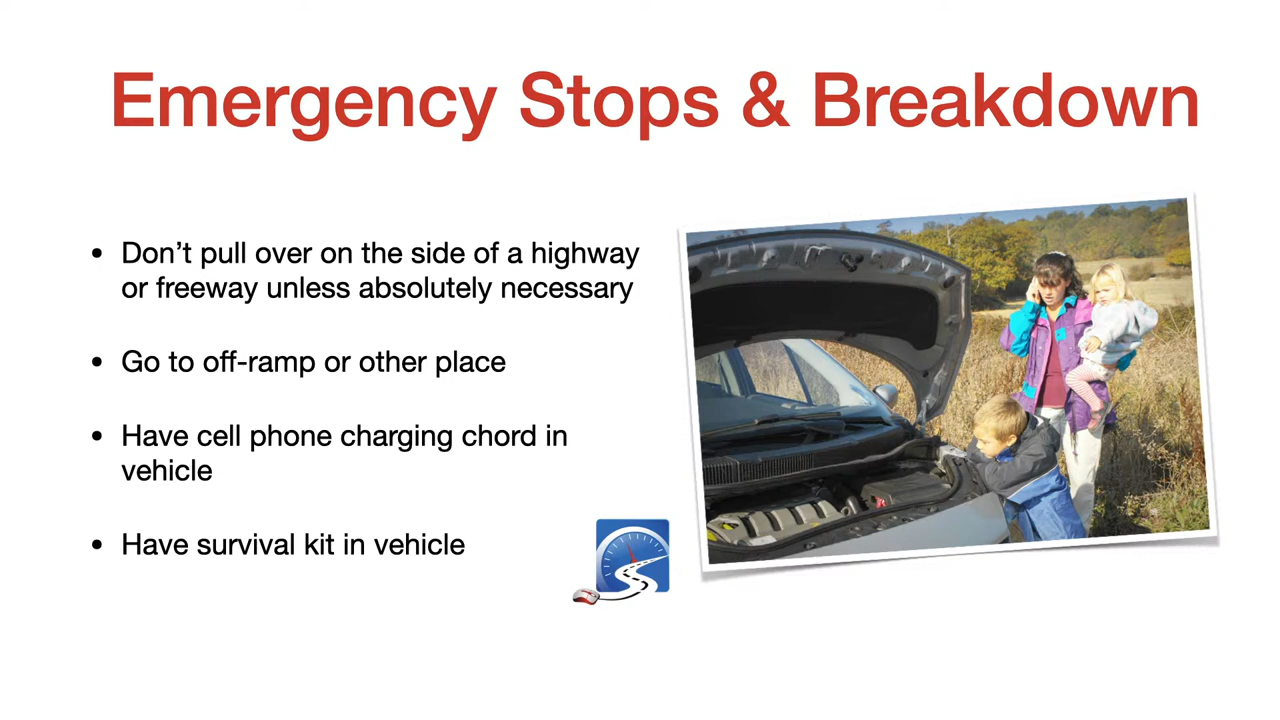 Emergency Stops & Breakdown
• Don’t pull over on the side of a highway
or freeway unless absolutely necessary
• Go to off-ramp or other place
• Have cell phone charging chord in
vehicle
• Have survival kit in vehicle